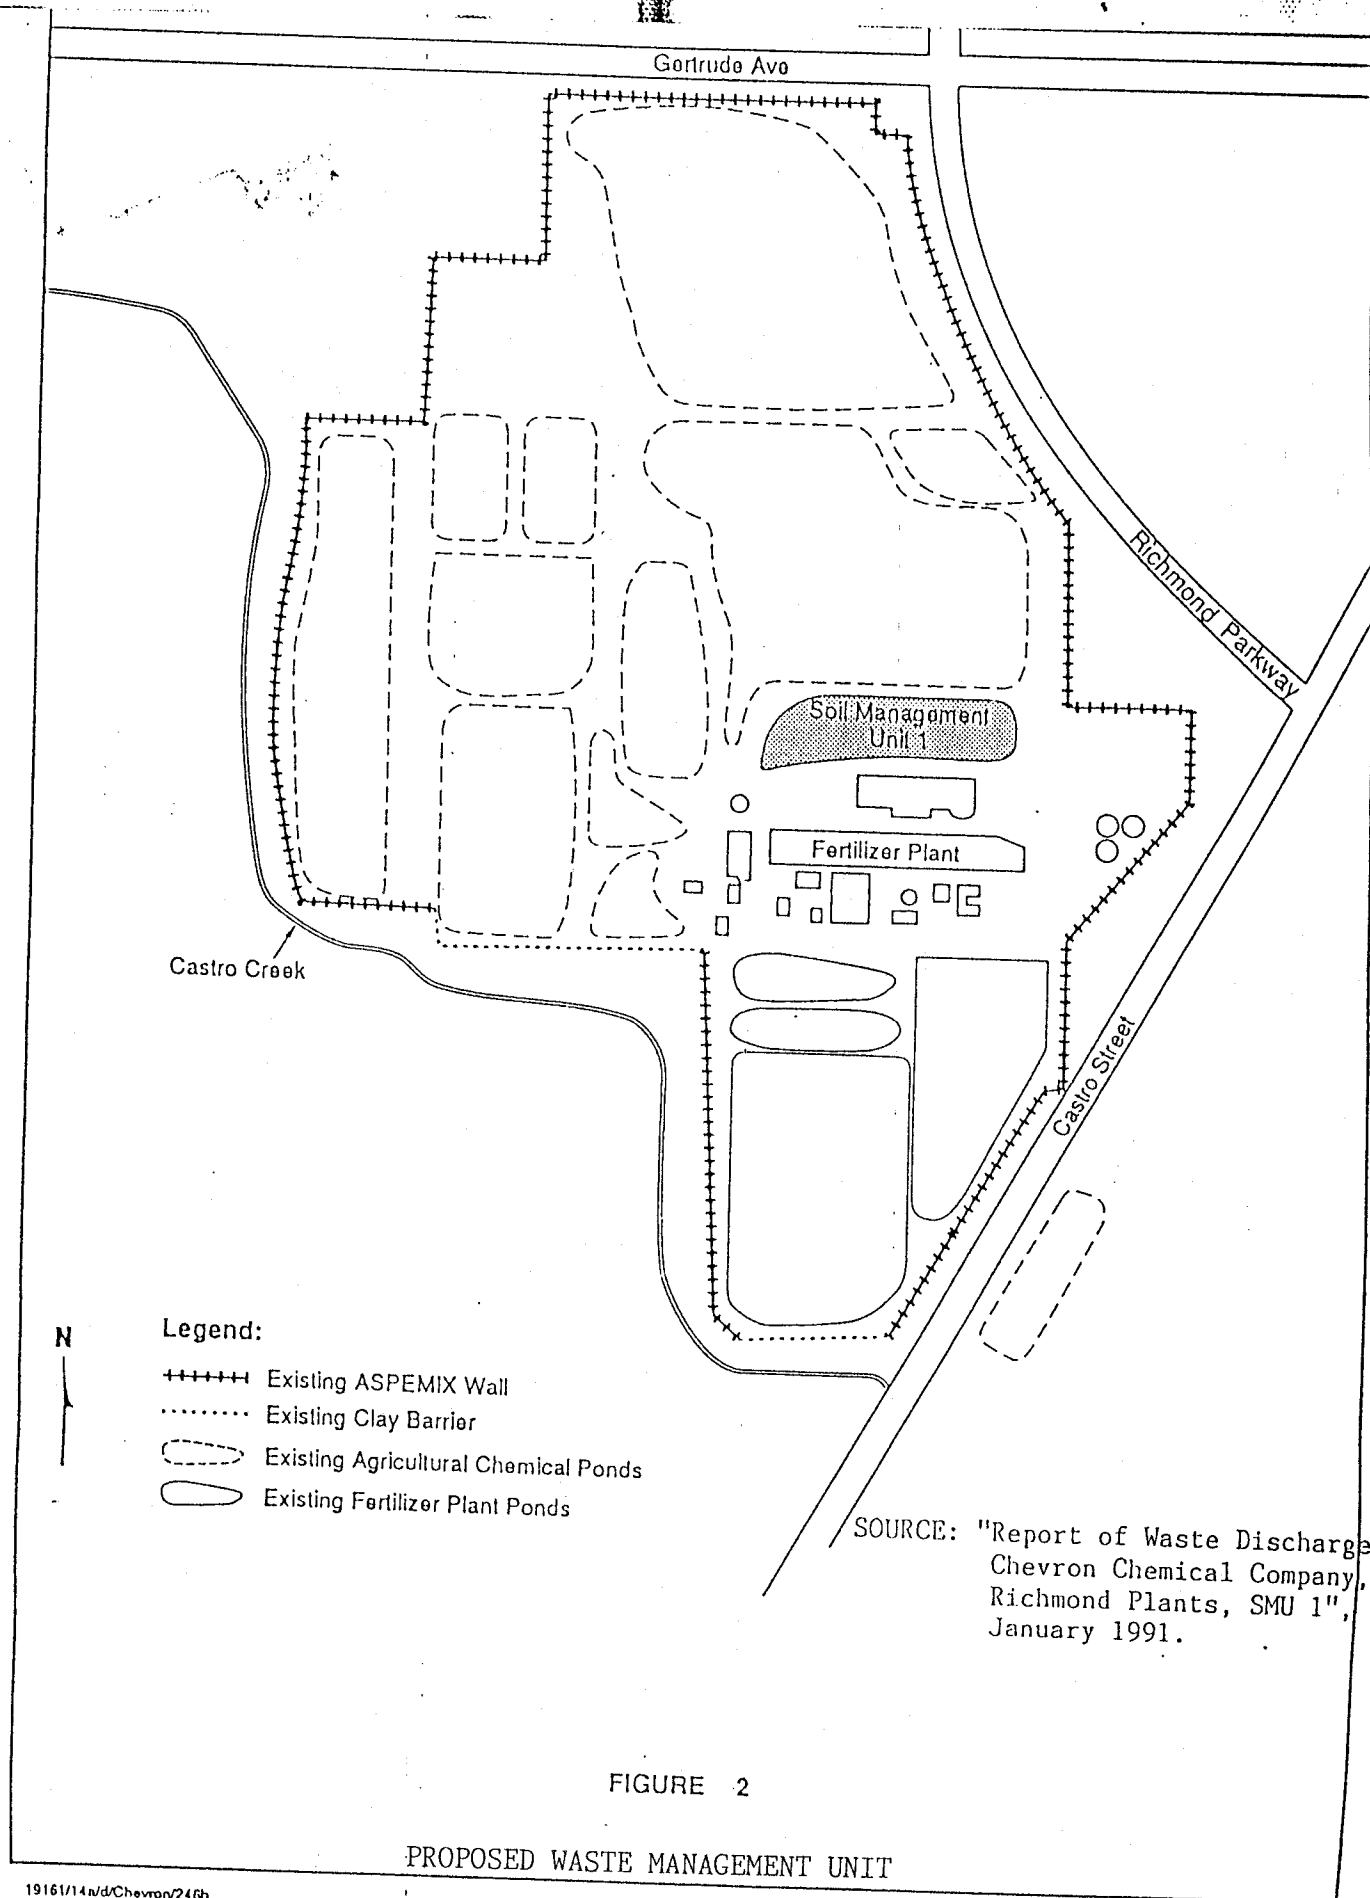 Gertrude Ave
Richmond Parkway
Soil Management
Unit 1
Fertilizer Plant
Castro Creek
Castro Street
N
Legend:
Existing ASPEMIX Wall
Existing Clay Barrier
Existing Agricultural Chemical Ponds
Existing Fertilizer Plant Ponds
SOURCE: "Report of Waste Discharge
Chevron Chemical Company,
Richmond Plants, SMU 1",
January 1991.
FIGURE 2
PROPOSED WASTE MANAGEMENT UNIT